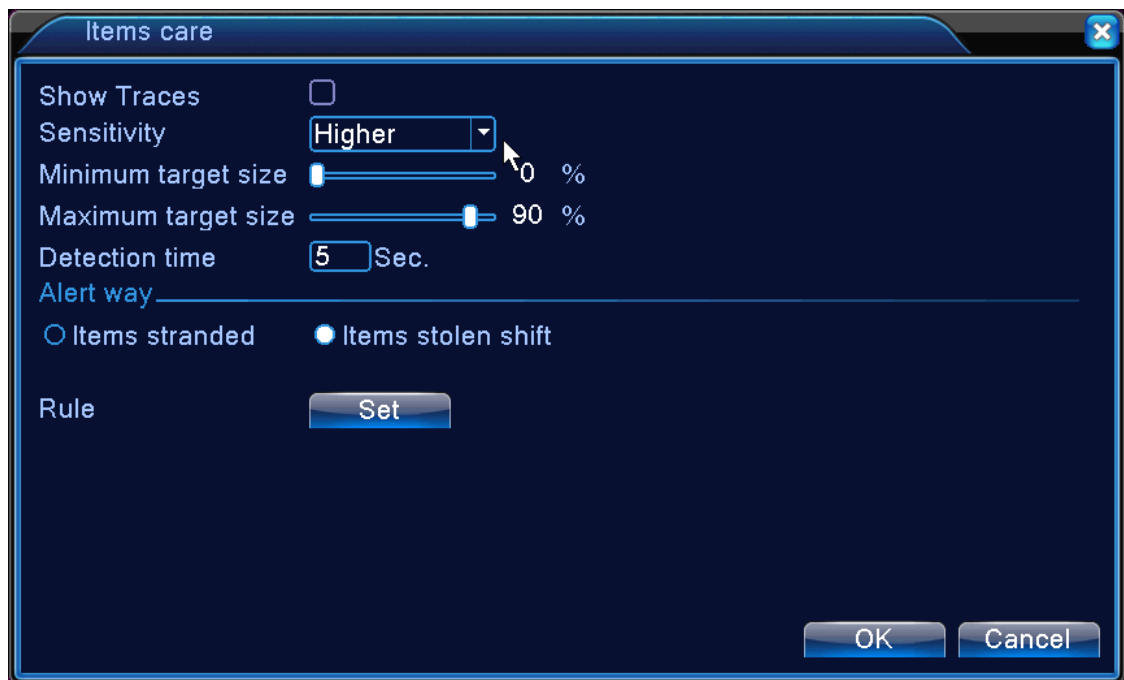 Items care
Show Traces
Sensitivity Higher
Minimum target size 0 %
Maximum target size 90 %
Detection time 5 Sec.
Alert way
Items stranded Items stolen shift
Rule Set
OK Cancel